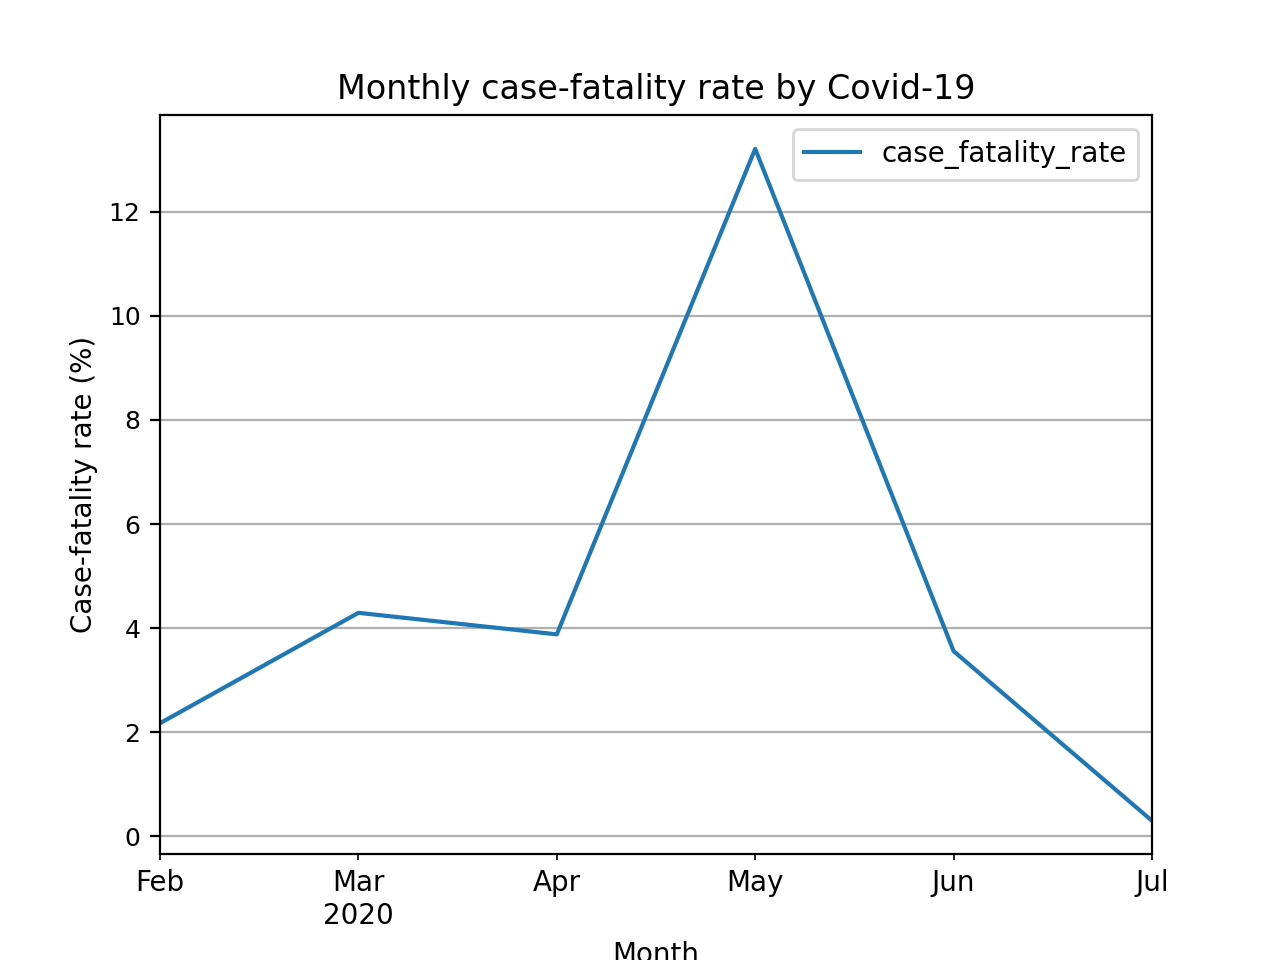 Monthly case-fatality rate by Covid-19
case_fatality_rate
Case-fatality rate (%)
12
10
8
6
4
2
0
Feb Mar Apr May Jun Jul
2020
Month